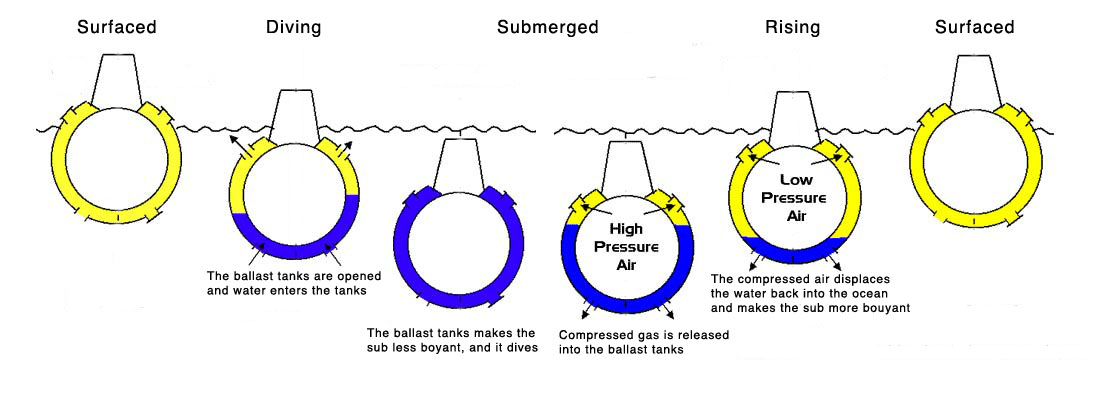 Surfaced
Diving
Submerged
Rising
Surfaced
The ballast tanks are opened
and water enters the tanks
The ballast tanks makes the
sub less boyant, and it dives
High
Pressure
Air
Compressed gas is released
into the ballast tanks
Low
Pressure
Air
The compressed air displaces
the water back into the ocean
and makes the sub more bouyant